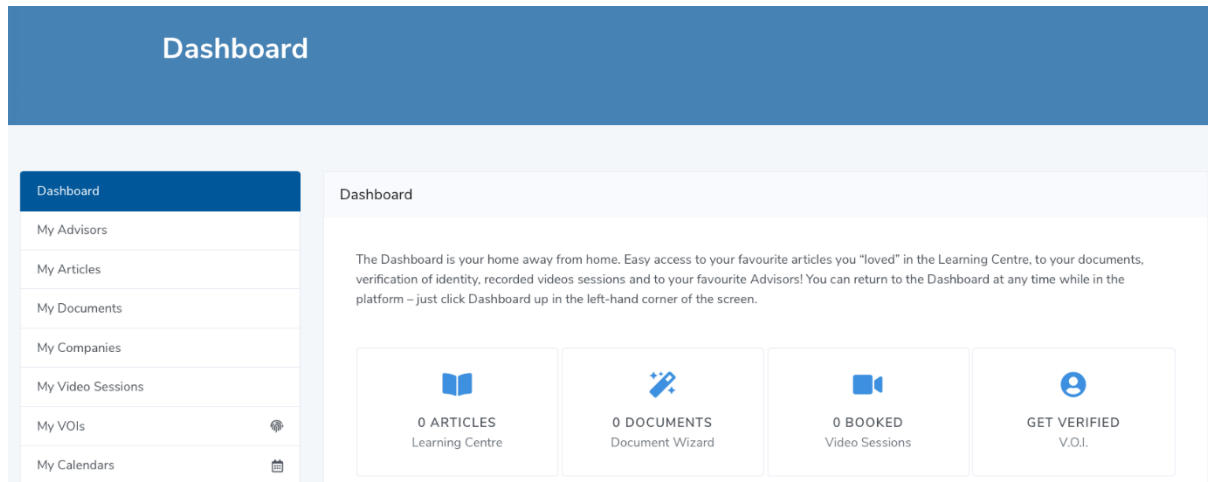 Dashboard
Dashboard
My Advisors
My Articles
My Documents
My Companies
My Video Sessions
My VOIs
My Calendars
Dashboard
The Dashboard is your home away from home. Easy access to your favourite articles you “loved” in the Learning Centre, to your documents,
verification of identity, recorded videos sessions and to your favourite Advisors! You can return to the Dashboard at any time while in the
platform – just click Dashboard up in the left-hand corner of the screen.
0 ARTICLES
Learning Centre
0 DOCUMENTS
Document Wizard
0 BOOKED
Video Sessions
GET VERIFIED
V.O.I.